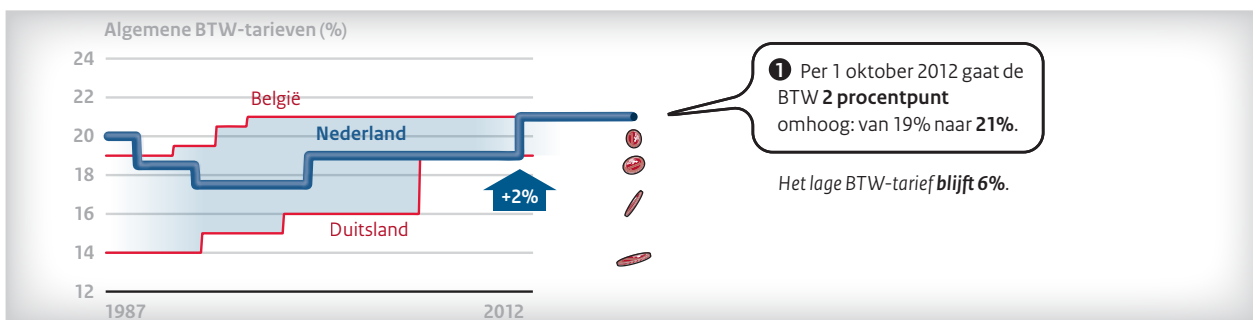 Algemene BTW-tarieven (%)
24
22
20
18
16
14
12
1987
2012
België
Nederland
Duitsland
+2%
❶ Per 1 oktober 2012 gaat de
BTW 2 procentpunt
omhoog: van 19% naar 21%.
Het lage BTW-tarief blijft 6%.